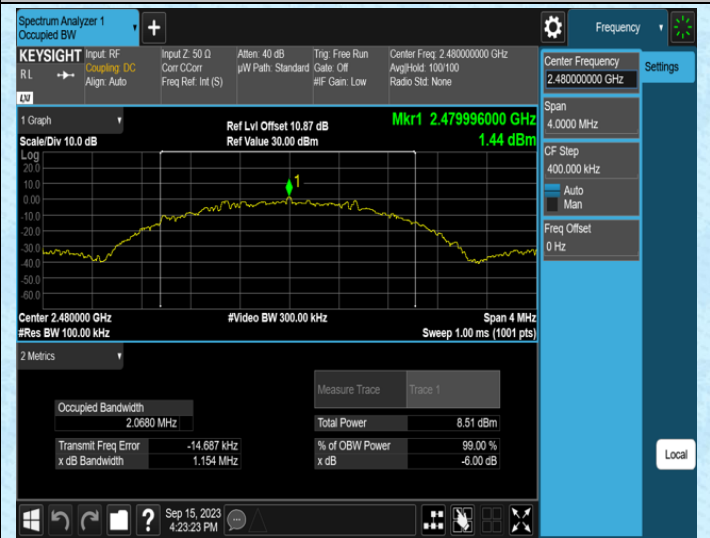 Spectrum Analyzer 1
Occupied BW
Frequency
KEYSIGHT
Input: RF
Coupling: DC
Align: Auto
Input Z: 50 Ω
Corr CCorr
Freq Ref: Int (S)
Atten: 40 dB
µW Path: Standard
Trig: Free Run
Gate: Off
#IF Gain: Low
Center Freq: 2.480000000 GHz
Avg|Hold: 100/100
Radio Std: None
RL
LXI
Center Frequency
2.480000000 GHz
Settings
Span
4.0000 MHz
CF Step
400.000 kHz
Auto
Man
Freq Offset
0 Hz
1 Graph
Scale/Div 10.0 dB
Ref Lvl Offset 10.87 dB
Ref Value 30.00 dBm
Mkr1 2.479996000 GHz
1.44 dBm
Log
20.0
10.0
0.00
-10.0
-20.0
-30.0
-40.0
-50.0
-60.0
1
Center 2.480000 GHz
#Res BW 100.00 kHz
#Video BW 300.00 kHz
Span 4 MHz
Sweep 1.00 ms (1001 pts)
2 Metrics
Measure Trace
Trace 1
Occupied Bandwidth
2.0680 MHz
Total Power
8.51 dBm
Transmit Freq Error
-14.687 kHz
% of OBW Power
99.00 %
x dB Bandwidth
1.154 MHz
x dB
-6.00 dB
Local
Sep 15, 2023
4:23:23 PM